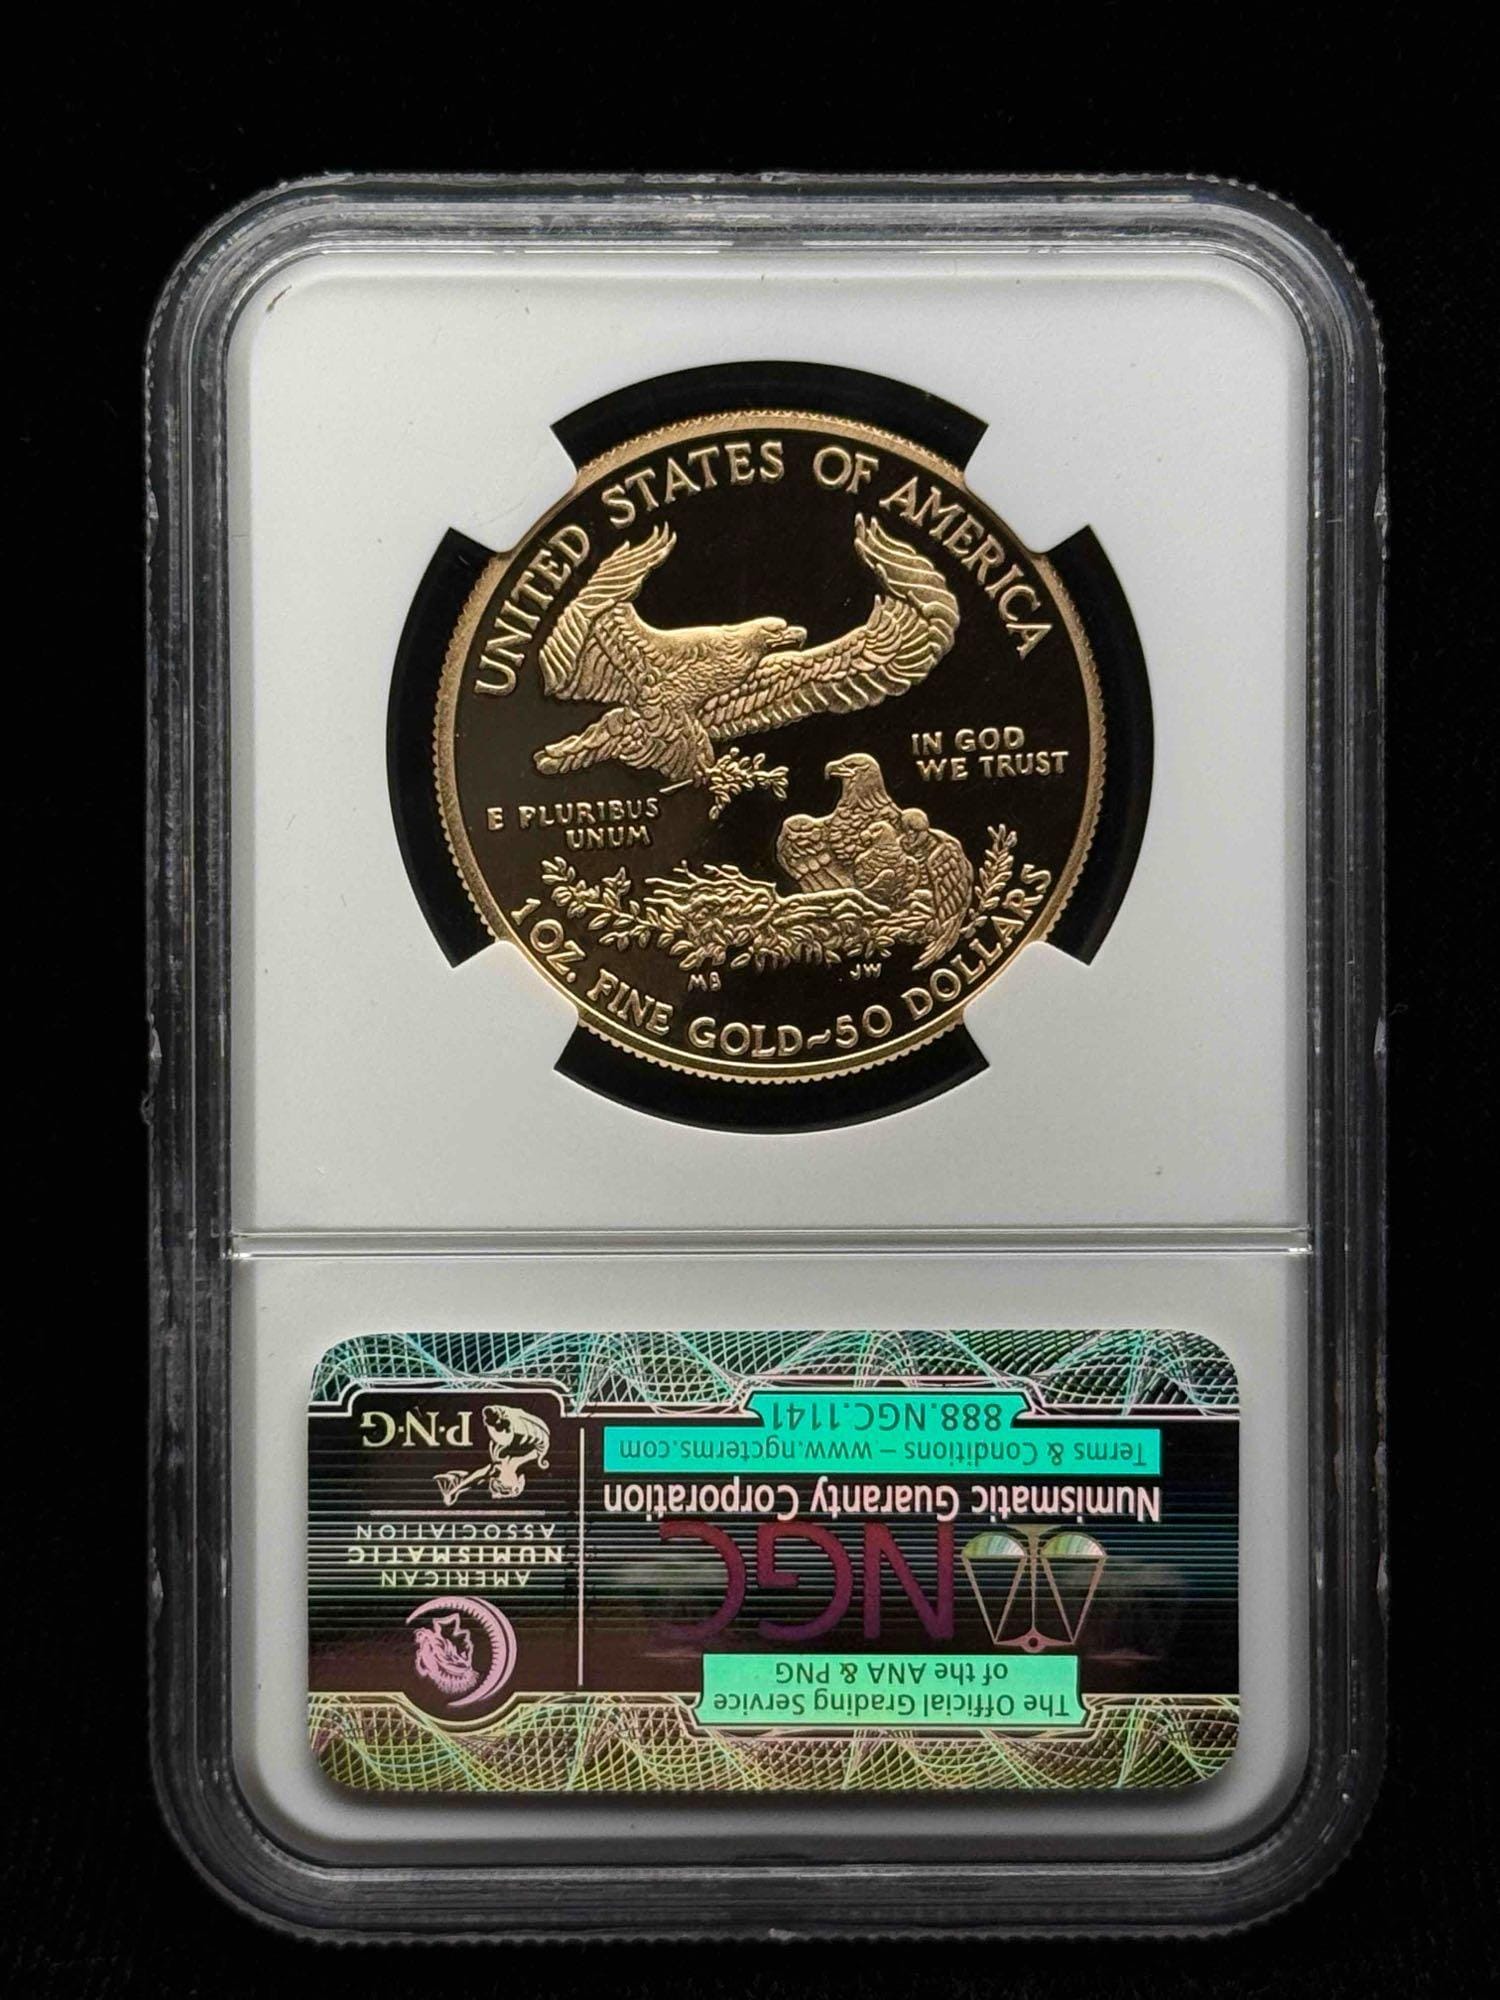 UNITED STATES OF AMERICA
IN GOD
WE TRUST
E PLURIBUS
UNUM
MB
JW
1 OZ. FINE GOLD~50 DOLLARS
The Official Grading Service
of the ANA & PNG
NGC
Numismatic Guaranty Corporation
Terms & Conditions – www.ngcterms.com
888.NGC.1141
AMERICAN
NUMISMATIC
ASSOCIATION
P·N·G